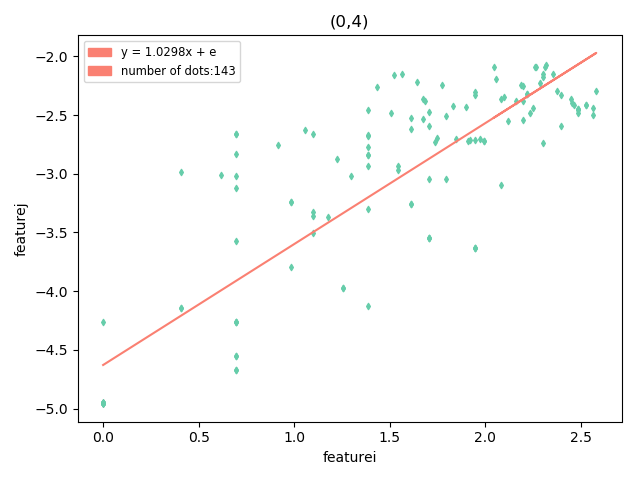 (0,4)
y = 1.0298x + e
number of dots:143
−2.0
−2.5
−3.0
−3.5
−4.0
−4.5
−5.0
featurej
0.0 0.5 1.0 1.5 2.0 2.5
featurei